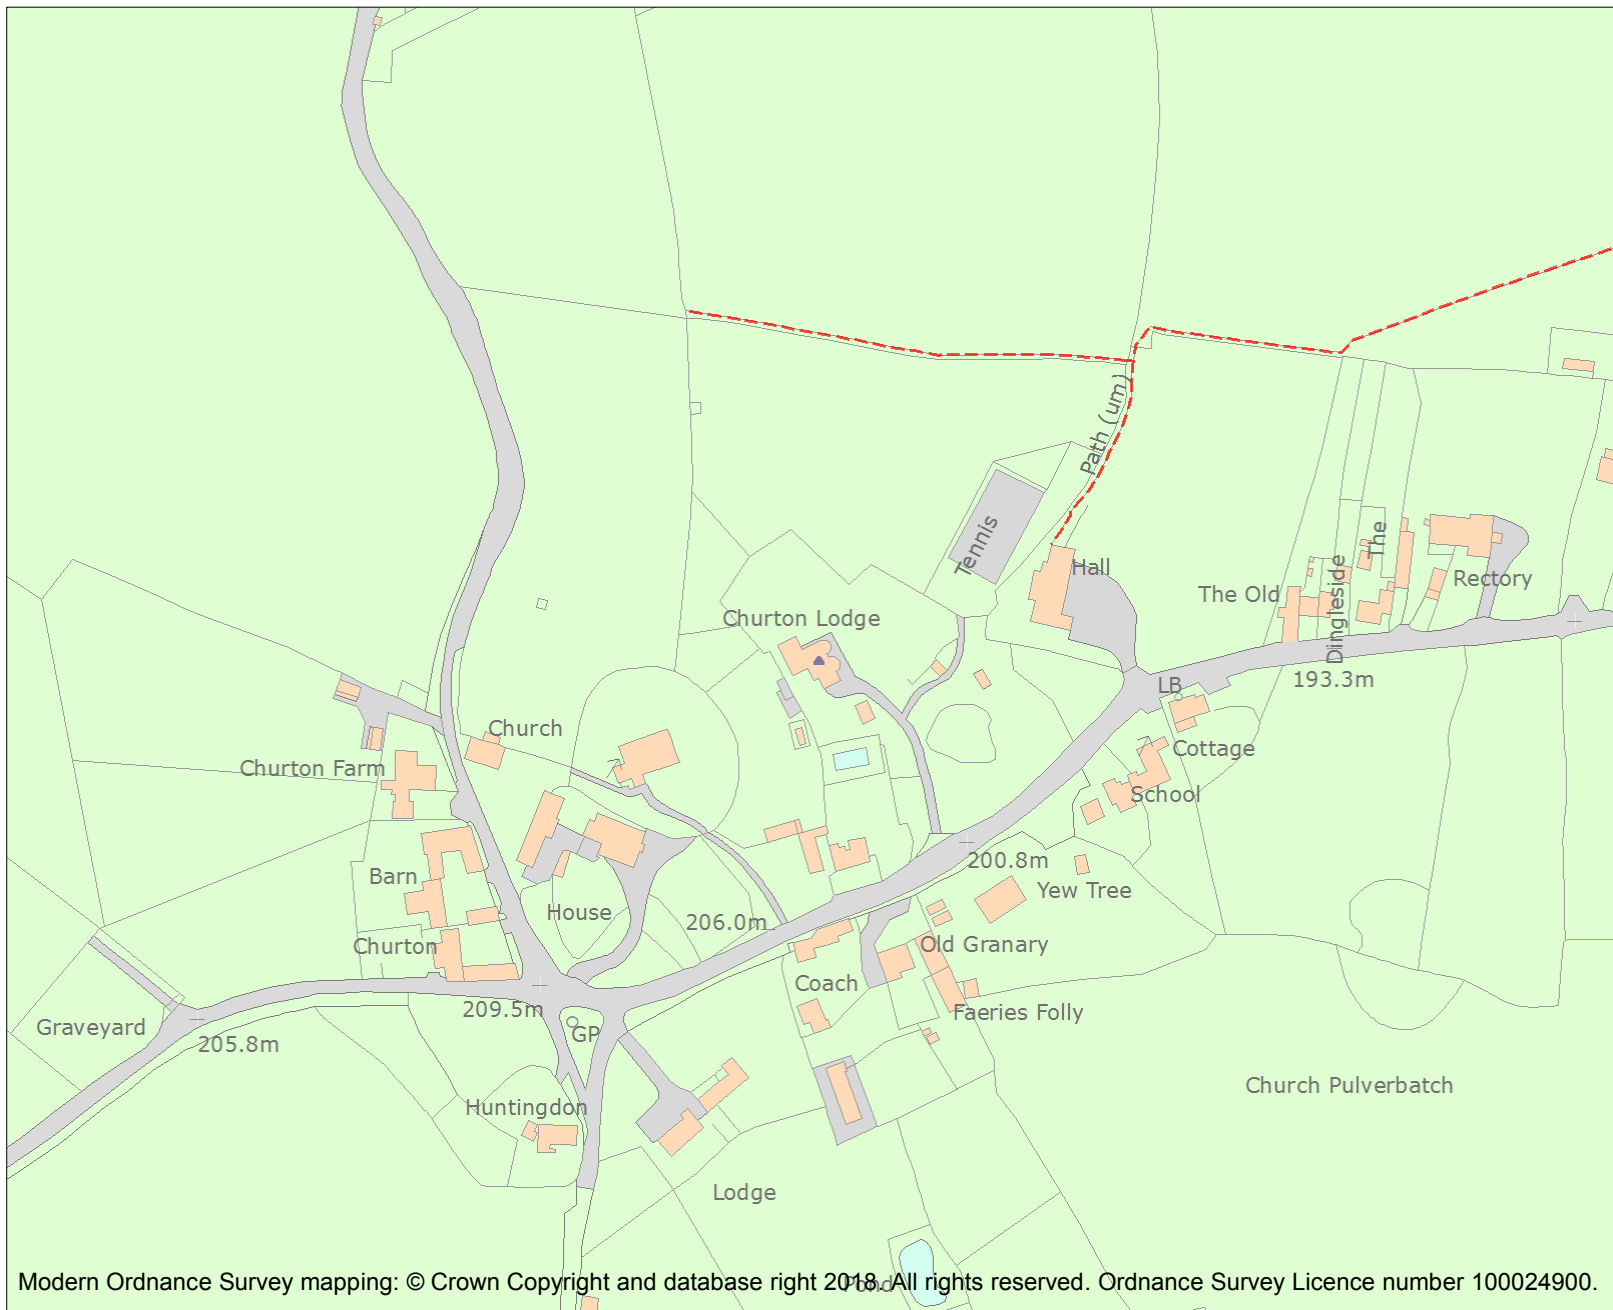 Path (um)
Tennis
Hall
The
Dingleside
The Old
Rectory
Churton Lodge
LB
193.3m
Church
Cottage
Churton Farm
School
200.8m
Barn
Yew Tree
House
206.0m
Churton
Old Granary
Coach
209.5m
Faeries Folly
Graveyard
GP
205.8m
Church Pulverbatch
Huntingdon
Lodge
Pond
Modern Ordnance Survey mapping: © Crown Copyright and database right 2018. All rights reserved. Ordnance Survey Licence number 100024900.